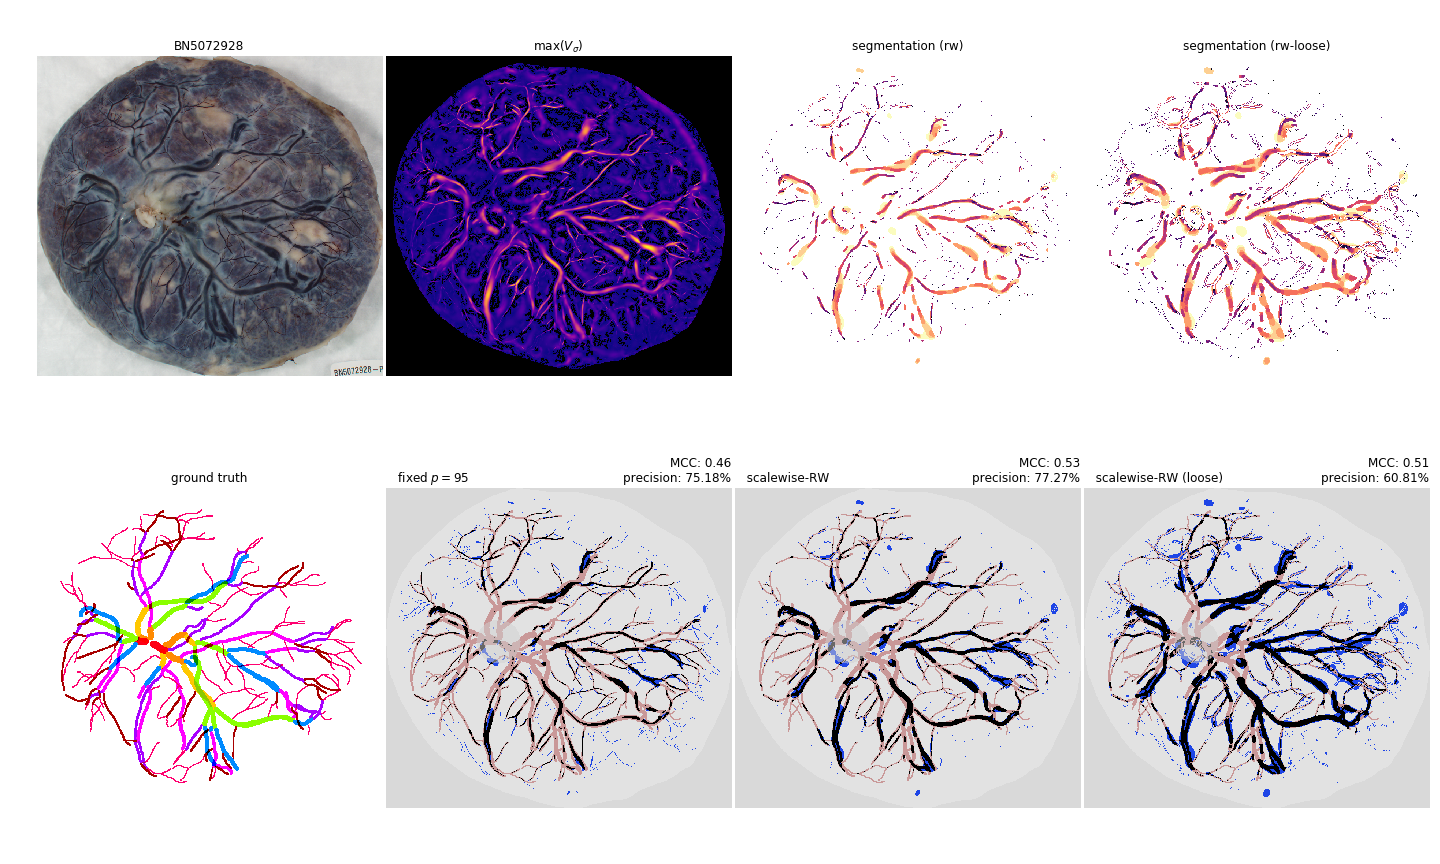 BN5072928
max(Vσ)
segmentation (rw)
segmentation (rw-loose)
BN5072928-P
ground truth
fixed p = 95
MCC: 0.46
precision: 75.18%
scalewise-RW
MCC: 0.53
precision: 77.27%
scalewise-RW (loose)
MCC: 0.51
precision: 60.81%